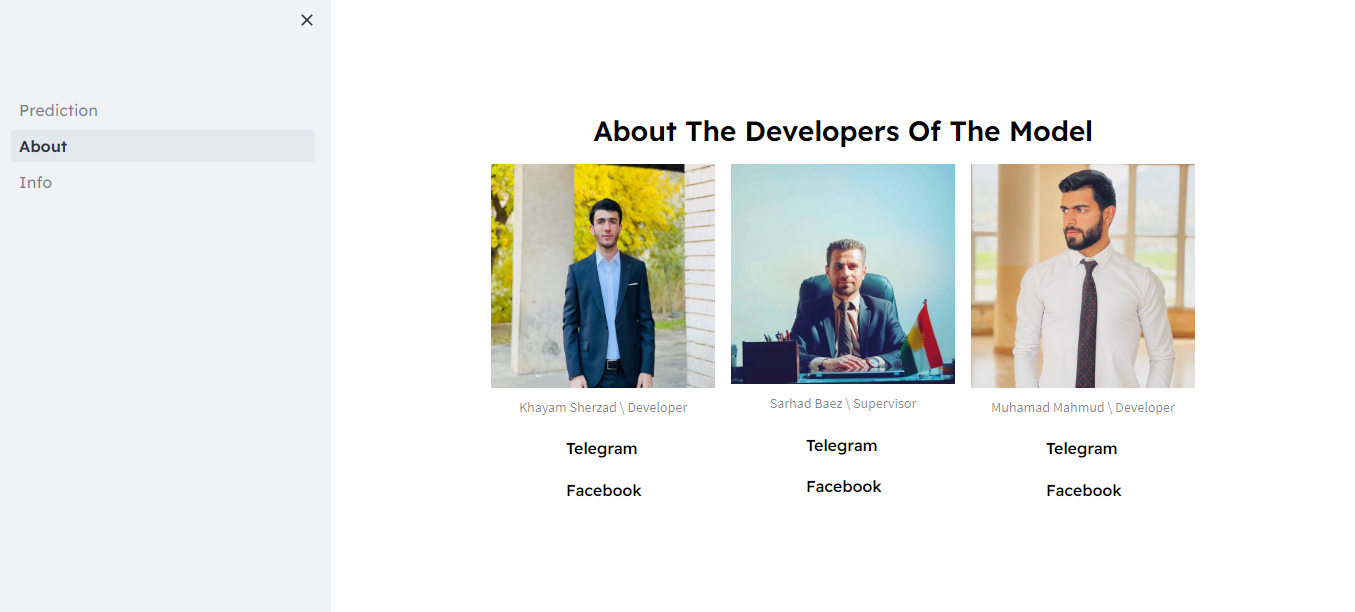 Prediction
About
Info
About The Developers Of The Model
Khayam Sherzad \ Developer
Telegram
Facebook
Sarhad Baez \ Supervisor
Telegram
Facebook
Muhamad Mahmud \ Developer
Telegram
Facebook